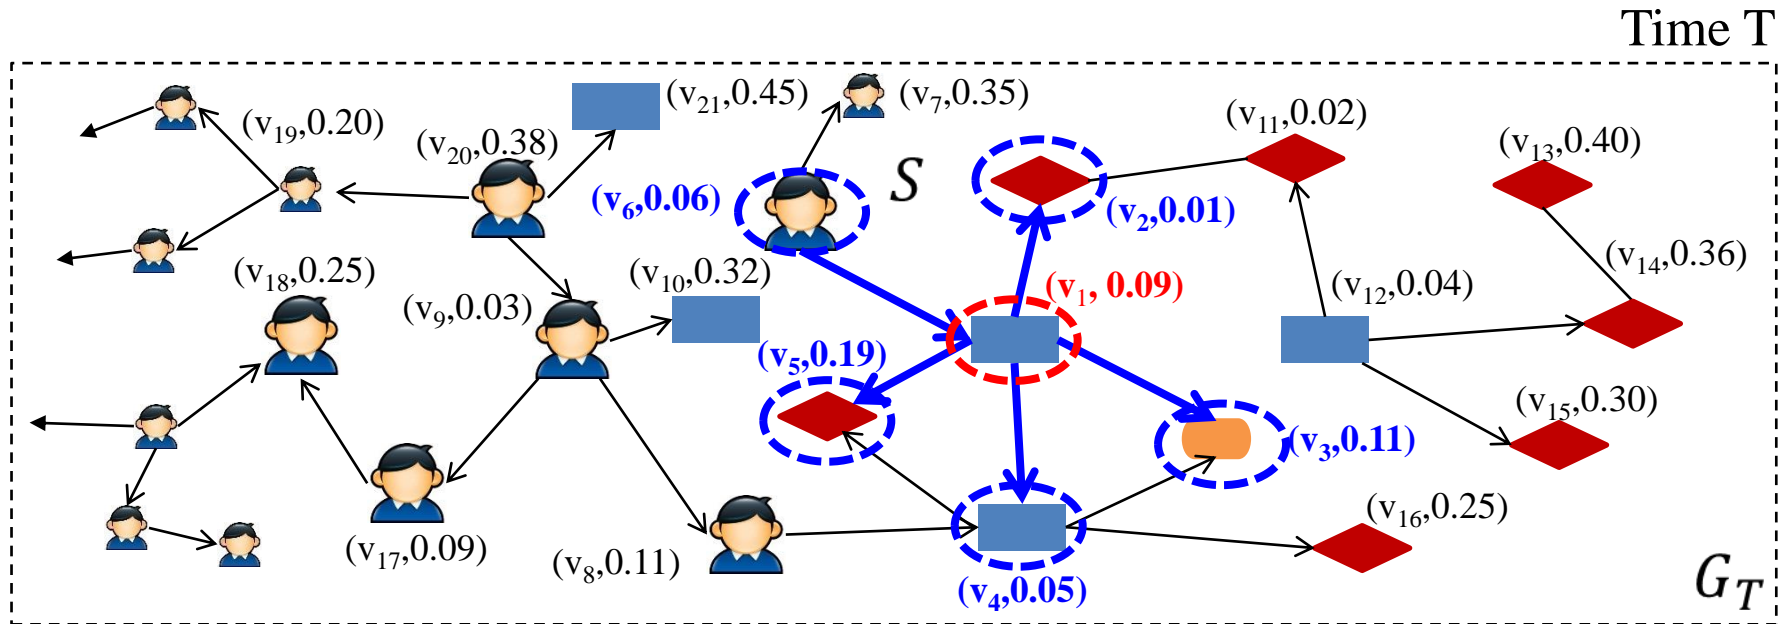 Time T
(v21,0.45)
(v7,0.35)
(v19,0.20)
(v11,0.02)
(v20,0.38)
(v13,0.40)
S
(v6,0.06)
(v2,0.01)
(v18,0.25)
(v10,0.32)
(v14,0.36)
(v1, 0.09)
(v12,0.04)
(v9,0.03)
(v5,0.19)
(v15,0.30)
(v3,0.11)
(v16,0.25)
(v17,0.09)
(v8,0.11)
(v4,0.05)
GT